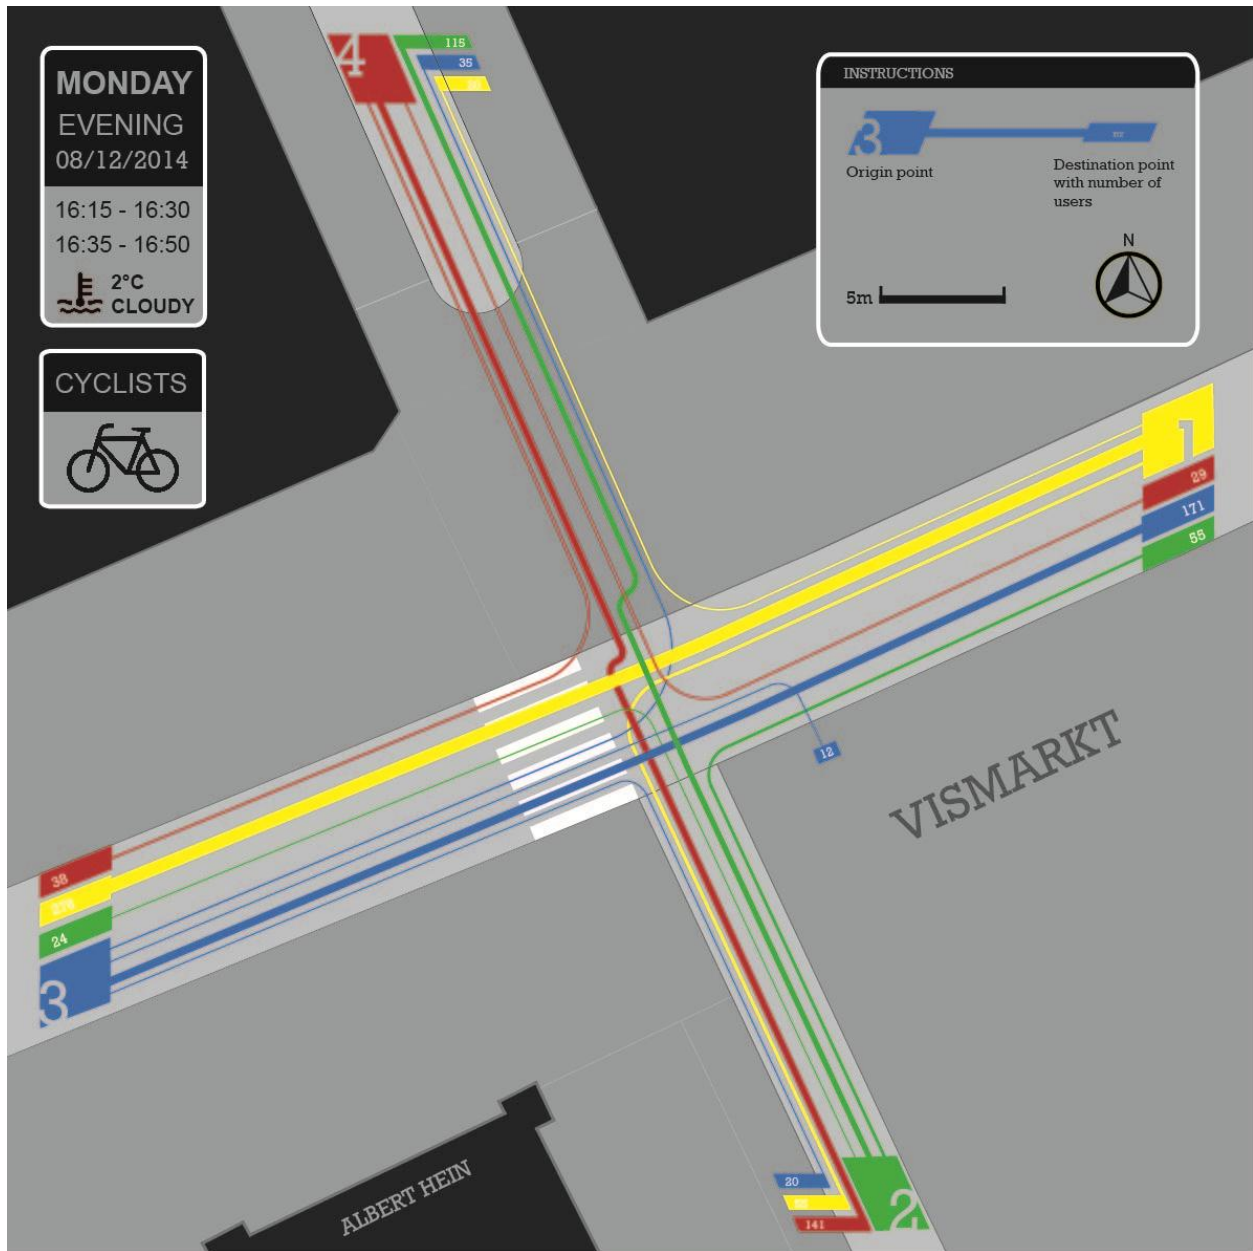 MONDAY
EVENING
08/12/2014
16:15 - 16:30
16:35 - 16:50
2°C
CLOUDY
CYCLISTS
4
115
35
INSTRUCTIONS
3
Origin point
Destination point
with number of
users
N
5m
1
29
171
55
12
VISMARKT
38
24
3
ALBERT HEIN
20
141
2